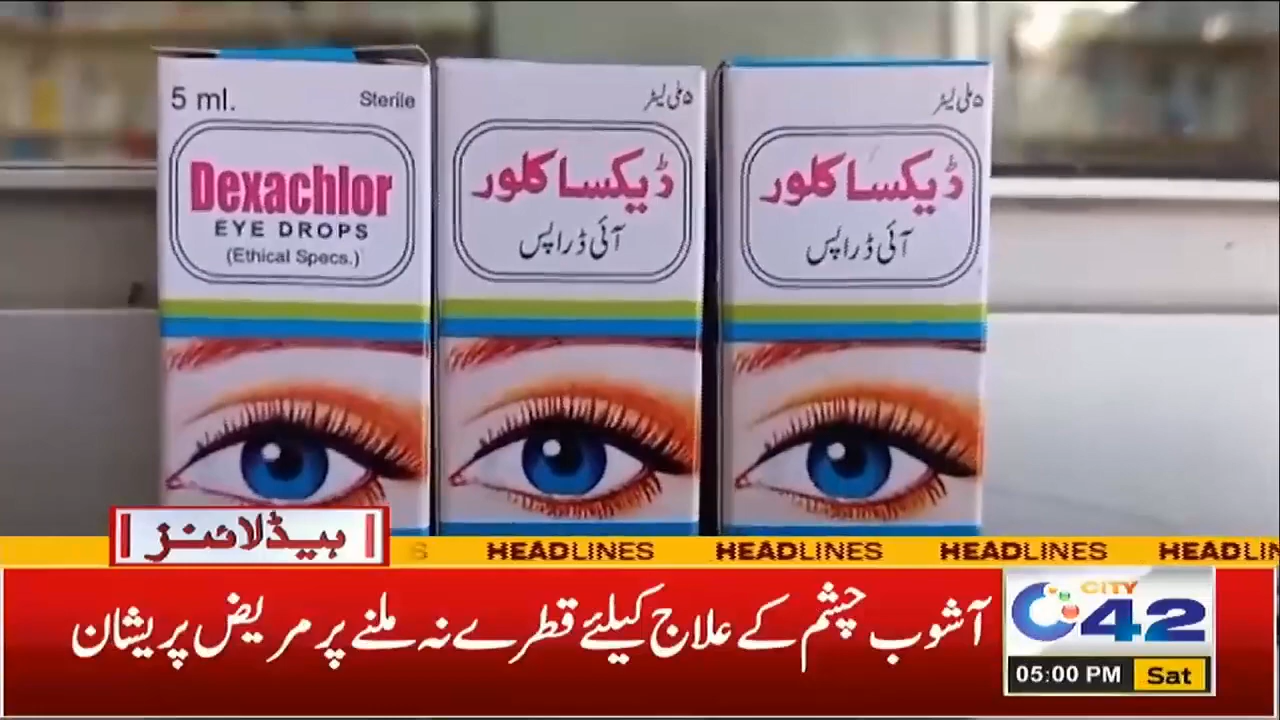 5 ml. Sterile
Dexachlor
EYE DROPS
(Ethical Specs.)
۵ ملی لیٹر
ڈیکسا کلور
آئی ڈراپس
۵ ملی لیٹر
ڈیکسا کلور
آئی ڈراپس
ہیڈلائنز
S HEADLINES HEADLINES HEADLINES HEADLIN
آشوب چشم کے علاج کیلئے قطرے نہ ملنے پر مریض پریشان
CITY
42
05:00 PM Sat